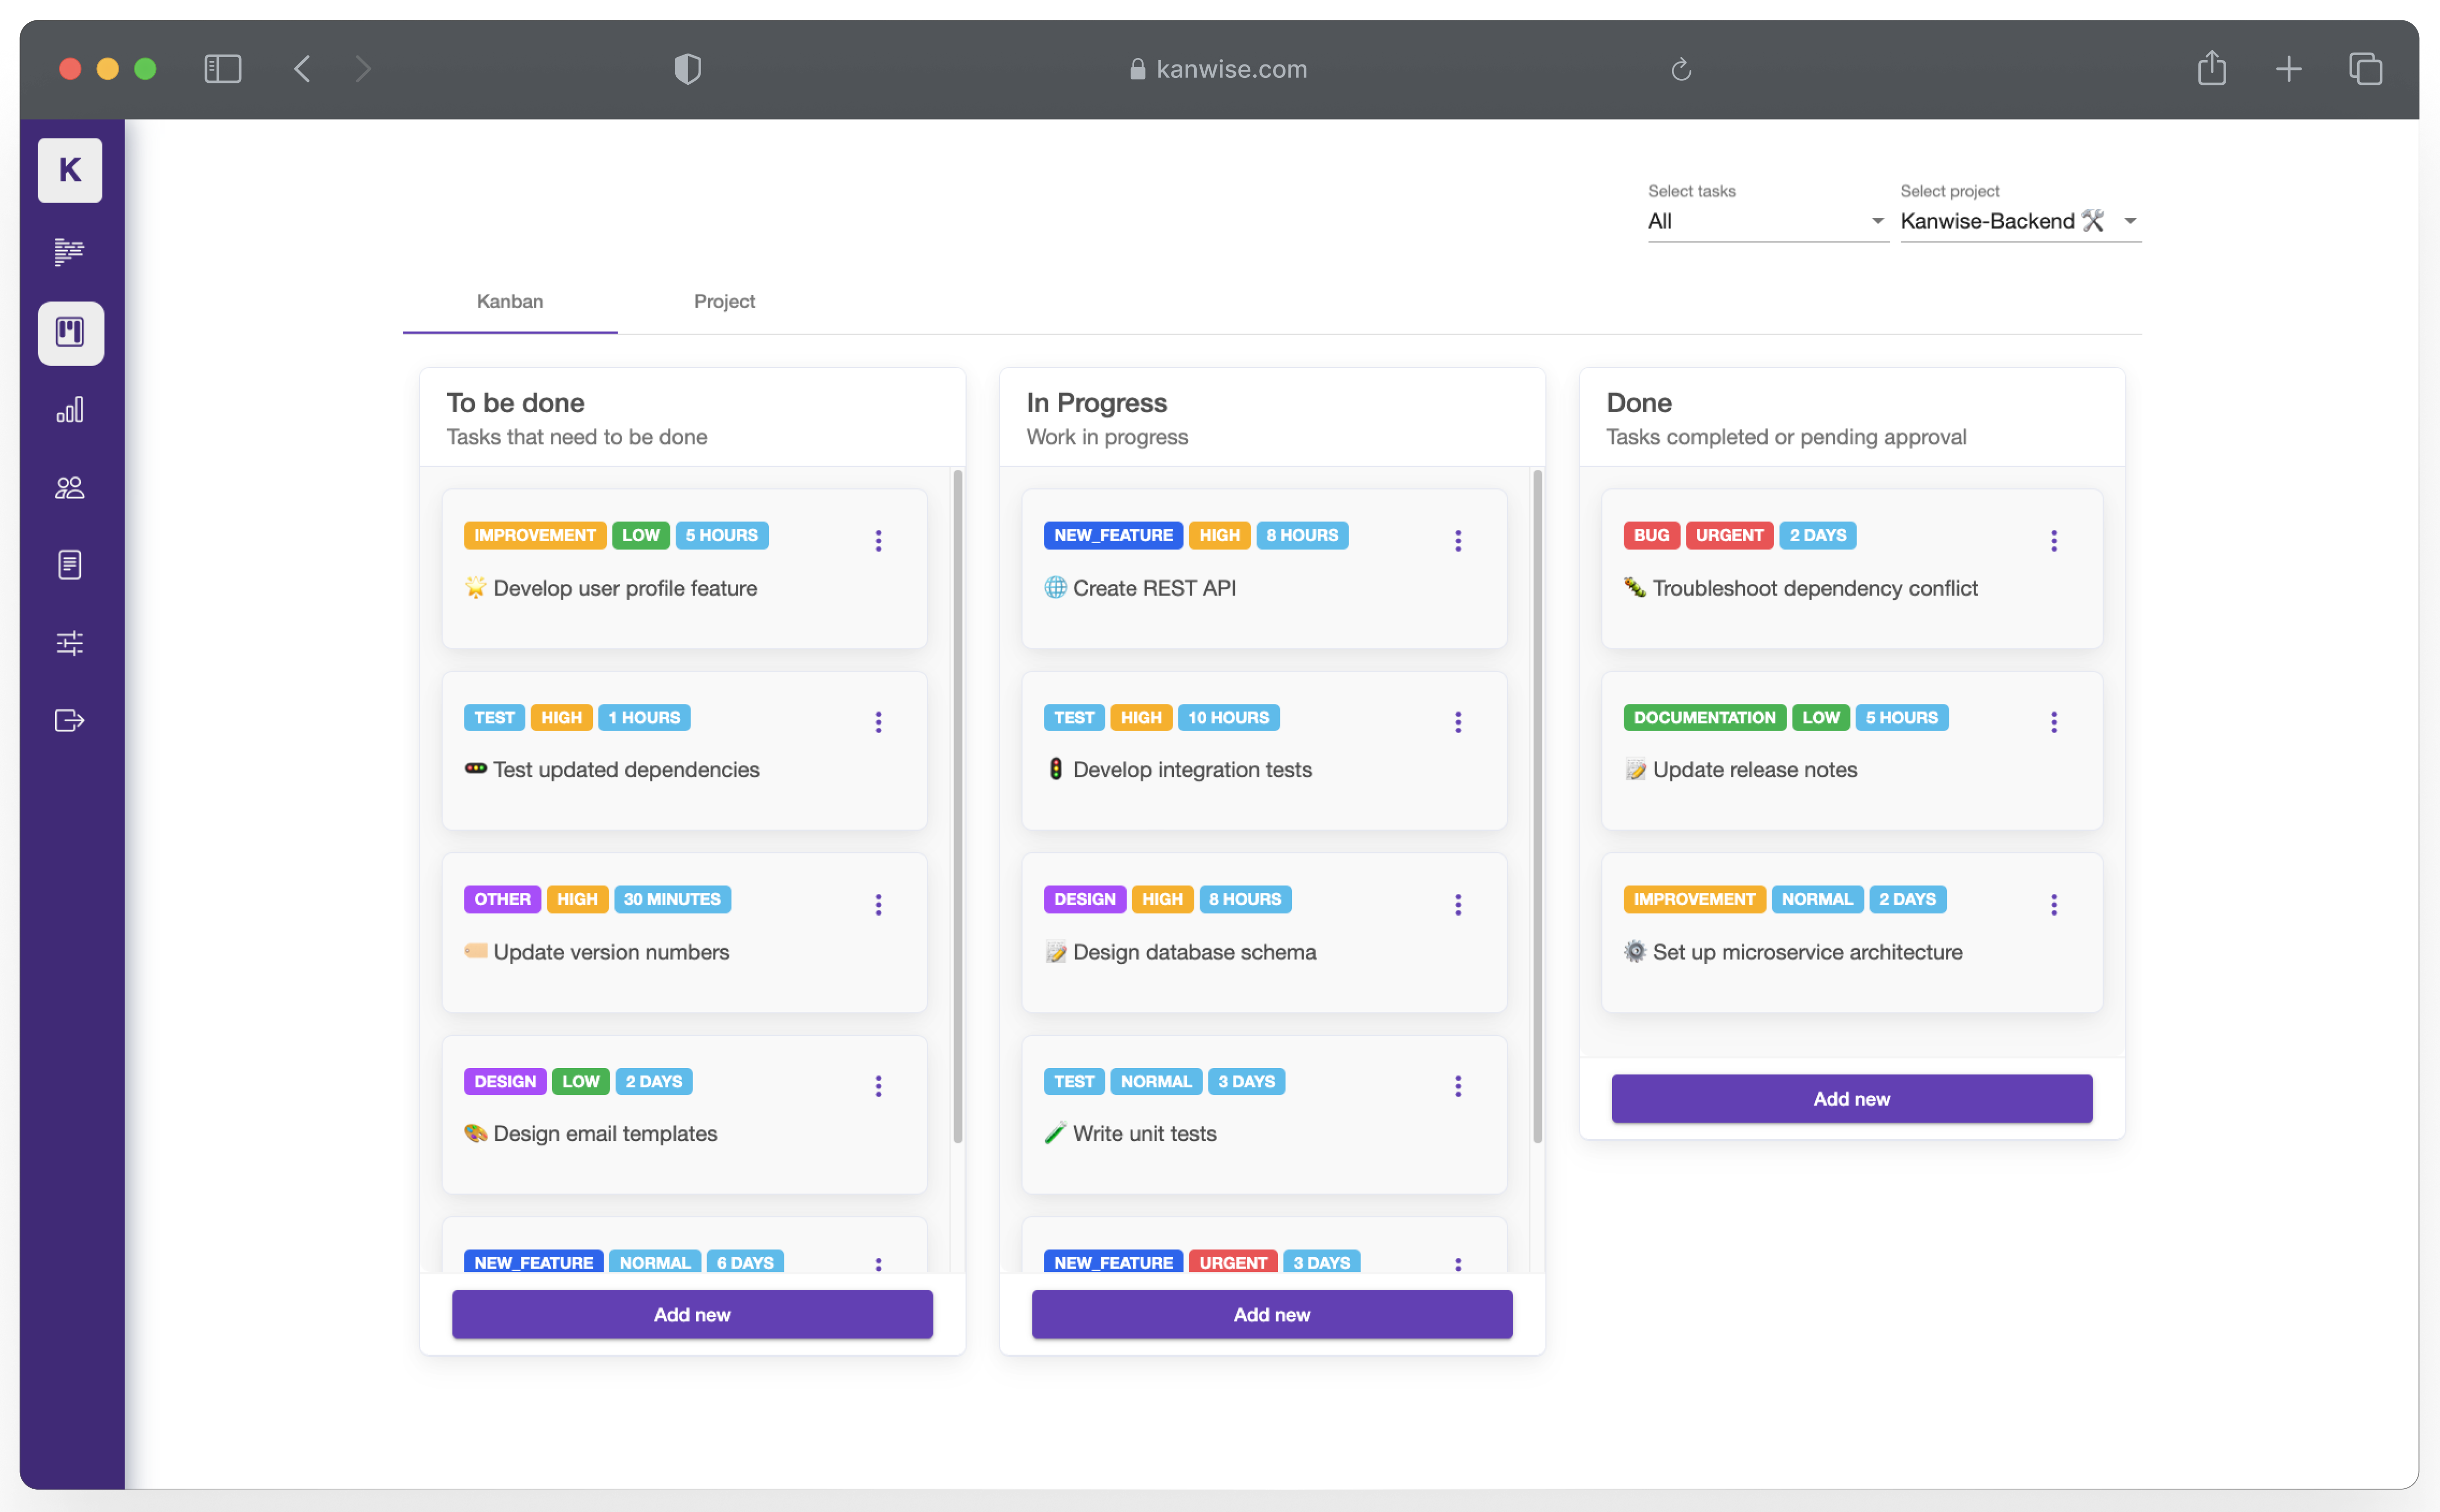 kanwise.com
K
Select tasks
Select project
All
Kanwise-Backend 🛠️
Kanban
Project
To be done
Tasks that need to be done
IMPROVEMENT LOW 5 HOURS
🌟 Develop user profile feature
TEST HIGH 1 HOURS
🚥 Test updated dependencies
OTHER HIGH 30 MINUTES
🏷️ Update version numbers
DESIGN LOW 2 DAYS
🎨 Design email templates
NEW_FEATURE NORMAL 6 DAYS
Add new
In Progress
Work in progress
NEW_FEATURE HIGH 8 HOURS
🌐 Create REST API
TEST HIGH 10 HOURS
🚦 Develop integration tests
DESIGN HIGH 8 HOURS
📝 Design database schema
TEST NORMAL 3 DAYS
🧪 Write unit tests
NEW_FEATURE URGENT 3 DAYS
Add new
Done
Tasks completed or pending approval
BUG URGENT 2 DAYS
🐛 Troubleshoot dependency conflict
DOCUMENTATION LOW 5 HOURS
📝 Update release notes
IMPROVEMENT NORMAL 2 DAYS
⚙️ Set up microservice architecture
Add new